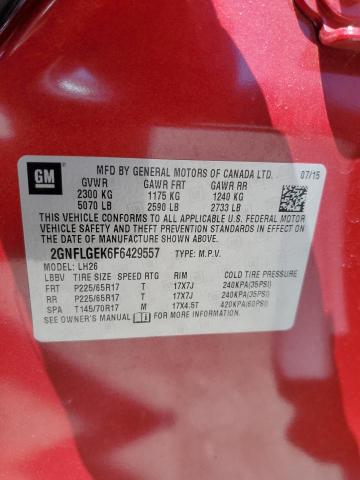 GM
MFD BY GENERAL MOTORS OF CANADA LTD. 07/15
GVWR GAWR FRT GAWR RR
2300 KG 1175 KG 1240 KG
5070 LB 2590 LB 2733 LB
THIS VEHICLE CONFORMS TO ALL APPLICABLE U.S. FEDERAL MOTOR
VEHICLE SAFETY AND THEFT PREVENTION STANDARDS IN EFFECT
ON THE DATE OF MANUFACTURE SHOWN ABOVE.
2GNFLGEK6F6429557 TYPE: M.P.V.
MODEL: LH26
LBBV TIRE SIZE SPEED RTG RIM COLD TIRE PRESSURE
FRT P225/65R17 T 17X7J 240KPA(35PSI)
RR P225/65R17 T 17X7J 240KPA(35PSI)
SPA T145/70R17 M 17X4.5T 420KPA(60PSI)
SEE OWNER'S MANUAL FOR MORE INFORMATION.